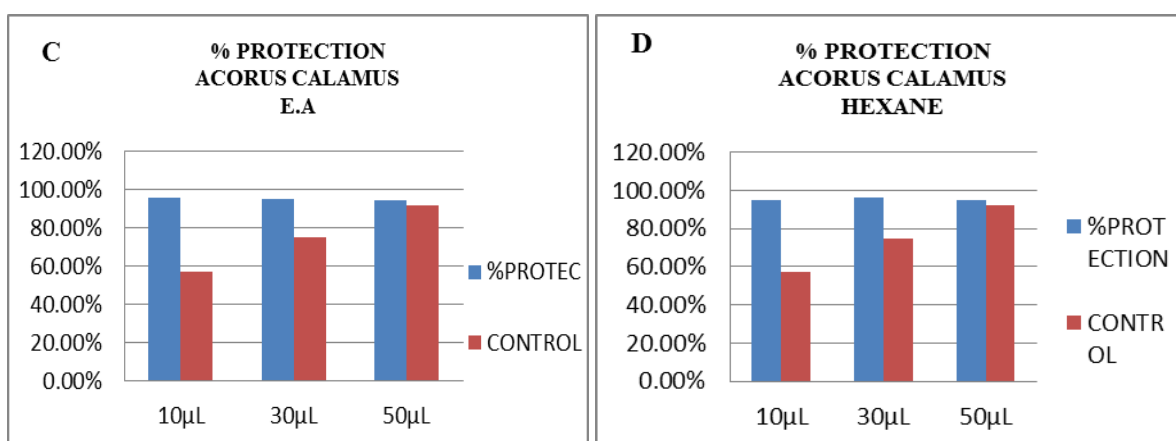 C
% PROTECTION
ACORUS CALAMUS
E.A
120.00%
100.00%
80.00%
60.00%
40.00%
20.00%
0.00%
10µL
30µL
50µL
%PROTEC
CONTROL
D
% PROTECTION
ACORUS CALAMUS
HEXANE
120.00%
100.00%
80.00%
60.00%
40.00%
20.00%
0.00%
10µL
30µL
50µL
%PROT
ECTION
CONTR
OL